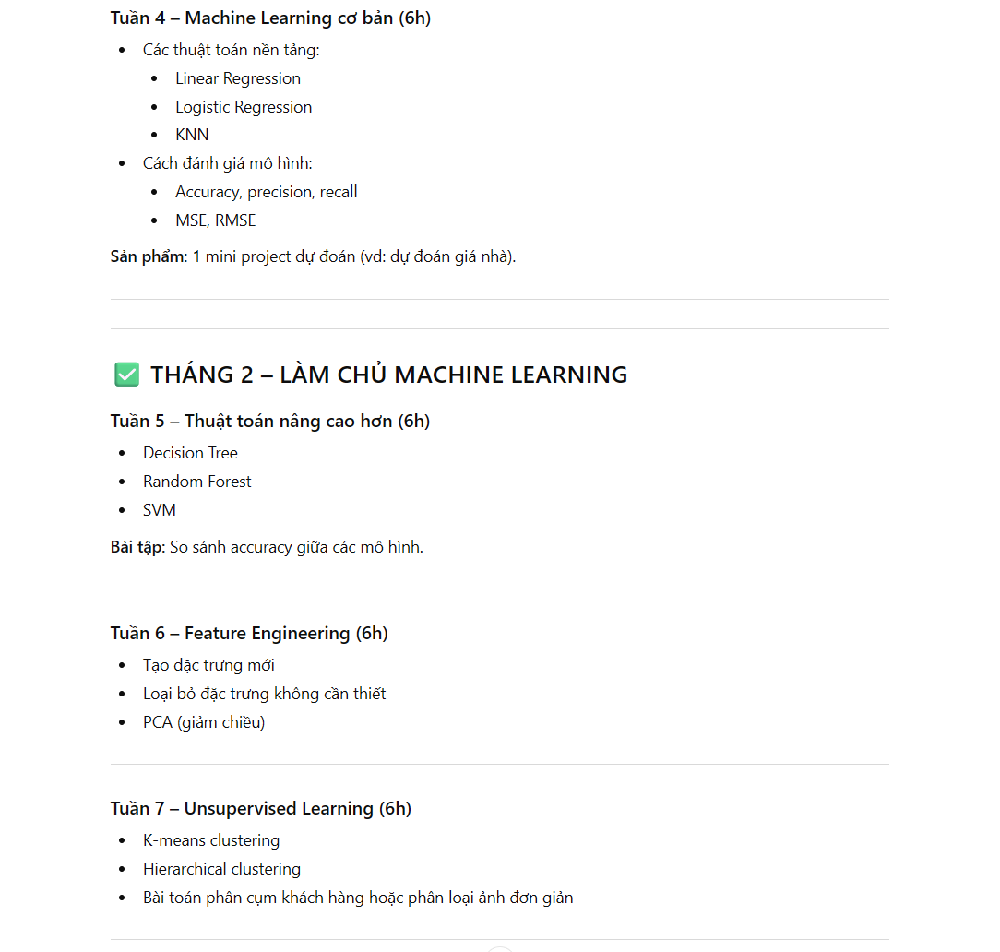 Tuần 4 – Machine Learning cơ bản (6h)
Các thuật toán nền tảng:
Linear Regression
Logistic Regression
KNN
Cách đánh giá mô hình:
Accuracy, precision, recall
MSE, RMSE
Sản phẩm: 1 mini project dự đoán (vd: dự đoán giá nhà).
THÁNG 2 – LÀM CHỦ MACHINE LEARNING
Tuần 5 – Thuật toán nâng cao hơn (6h)
Decision Tree
Random Forest
SVM
Bài tập: So sánh accuracy giữa các mô hình.
Tuần 6 – Feature Engineering (6h)
Tạo đặc trưng mới
Loại bỏ đặc trưng không cần thiết
PCA (giảm chiều)
Tuần 7 – Unsupervised Learning (6h)
K-means clustering
Hierarchical clustering
Bài toán phân cụm khách hàng hoặc phân loại ảnh đơn giản